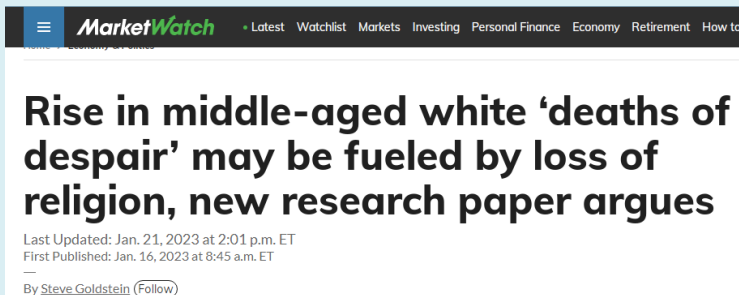 MarketWatch • Latest Watchlist Markets Investing Personal Finance Economy Retirement How to
Rise in middle-aged white ‘deaths of
despair’ may be fueled by loss of
religion, new research paper argues
Last Updated: Jan. 21, 2023 at 2:01 p.m. ET
First Published: Jan. 16, 2023 at 8:45 a.m. ET
By Steve Goldstein Follow